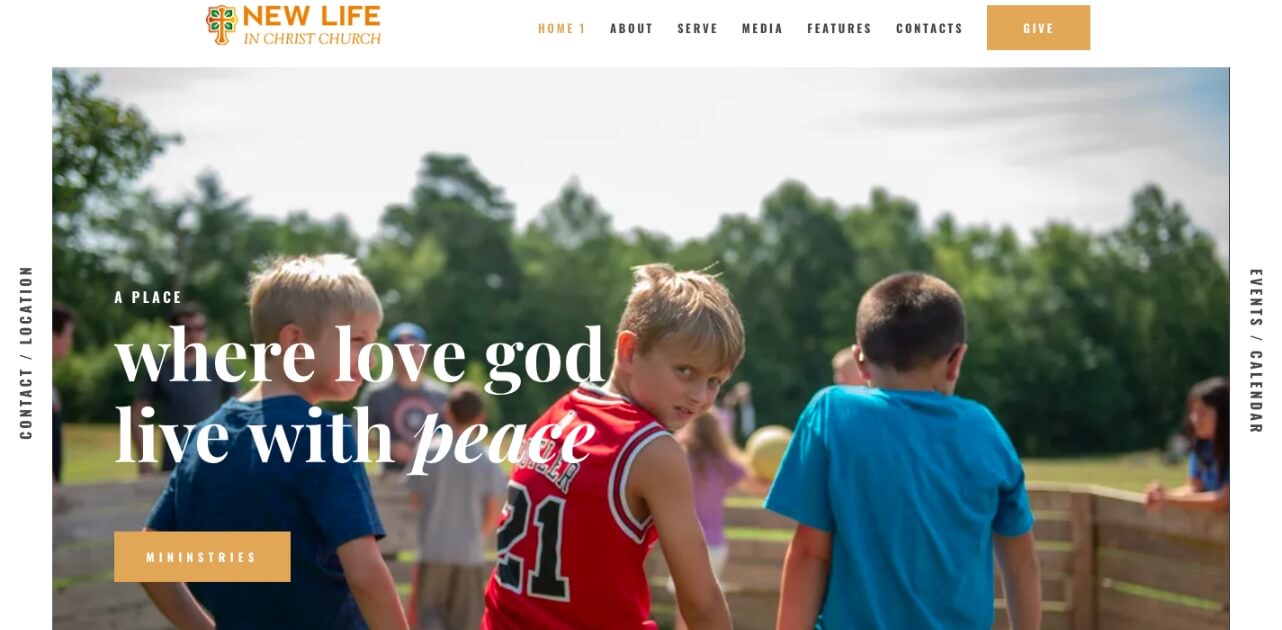 NEW LIFE
IN CHRIST CHURCH
HOME 1
ABOUT
SERVE
MEDIA
FEATURES
CONTACTS
GIVE
CONTACT / LOCATION
A PLACE
where love god
live with peace
MININSTRIES
21
EVENTS / CALENDAR